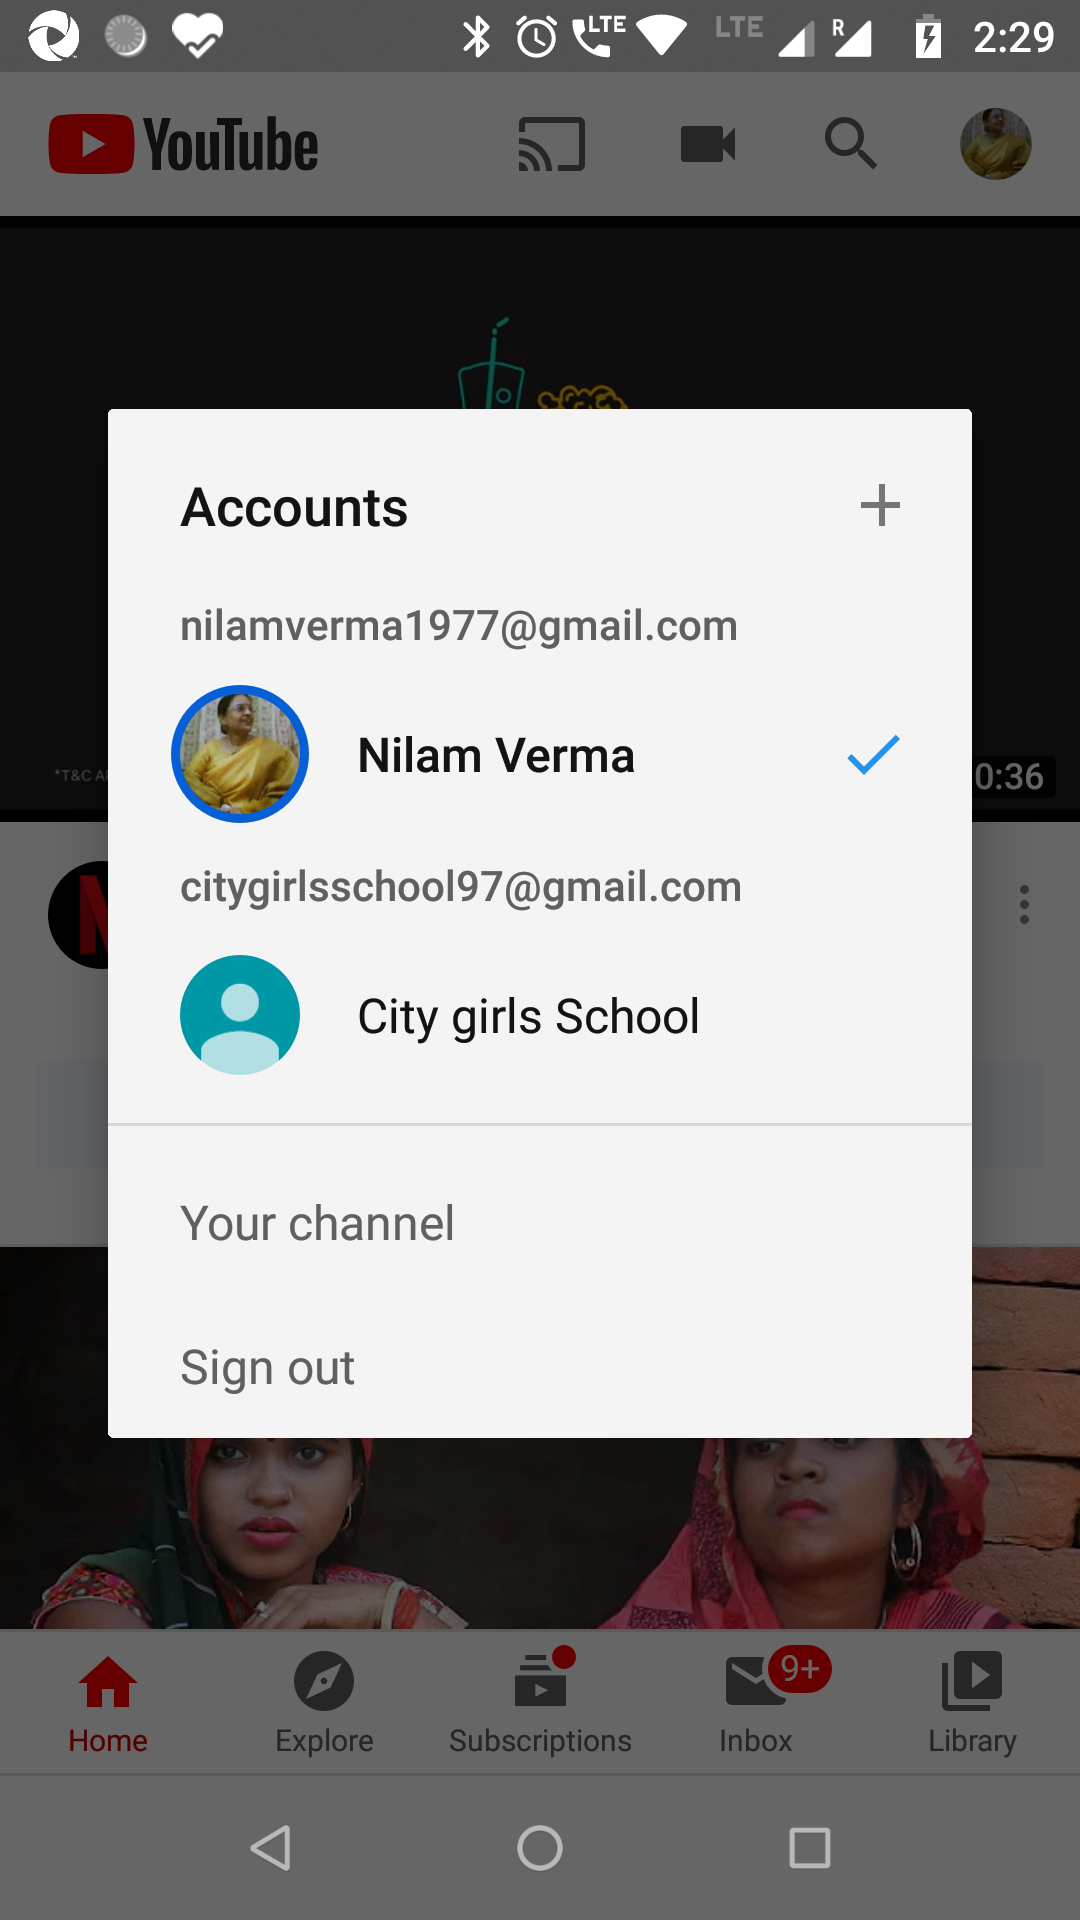 LTE LTE R 2:29
YouTube
Accounts
nilamverma1977@gmail.com
Nilam Verma
*T&C
0:36
citygirlsschool97@gmail.com
City girls School
Your channel
Sign out
9+
Home Explore Subscriptions Inbox Library